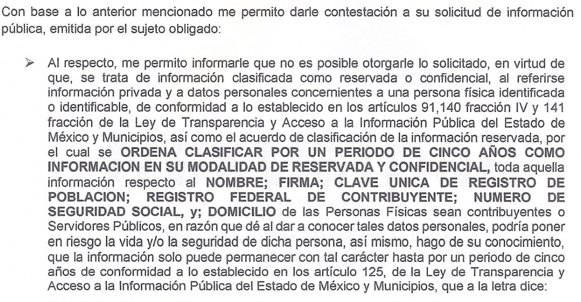 Con base a lo anterior mencionado me permito darle contestación a su solicitud de información
pública, emitida por el sujeto obligado:
➤ Al respecto, me permito informarle que no es posible otorgarle lo solicitado, en virtud de
que, se trata de información clasificada como reservada o confidencial, al referirse
información privada y a datos personales concernientes a una persona física identificada
o identificable, de conformidad a lo establecido en los artículos 91,140 fracción IV y 141
fracción de la Ley de Transparencia y Acceso a la Información Pública del Estado de
México y Municipios, así como el acuerdo de clasificación de la información reservada, por
el cual se ORDENA CLASIFICAR POR UN PERIODO DE CINCO AÑOS COMO
INFORMACION EN SU MODALIDAD DE RESERVADA Y CONFIDENCIAL, toda aquella
información respecto al NOMBRE; FIRMA; CLAVE UNICA DE REGISTRO DE
POBLACION; REGISTRO FEDERAL DE CONTRIBUYENTE; NUMERO DE
SEGURIDAD SOCIAL, y; DOMICILIO de las Personas Físicas sean contribuyentes o
Servidores Públicos, en razón que dé al dar a conocer tales datos personales, podría poner
en riesgo la vida y/o la seguridad de dicha persona, así mismo, hago de su conocimiento,
que la información solo puede permanecer con tal carácter hasta por un periodo de cinco
años de conformidad a lo establecido en los artículo 125, de la Ley de Transparencia y
Acceso a la Información Pública del Estado de México y Municipios, que a la letra dice: